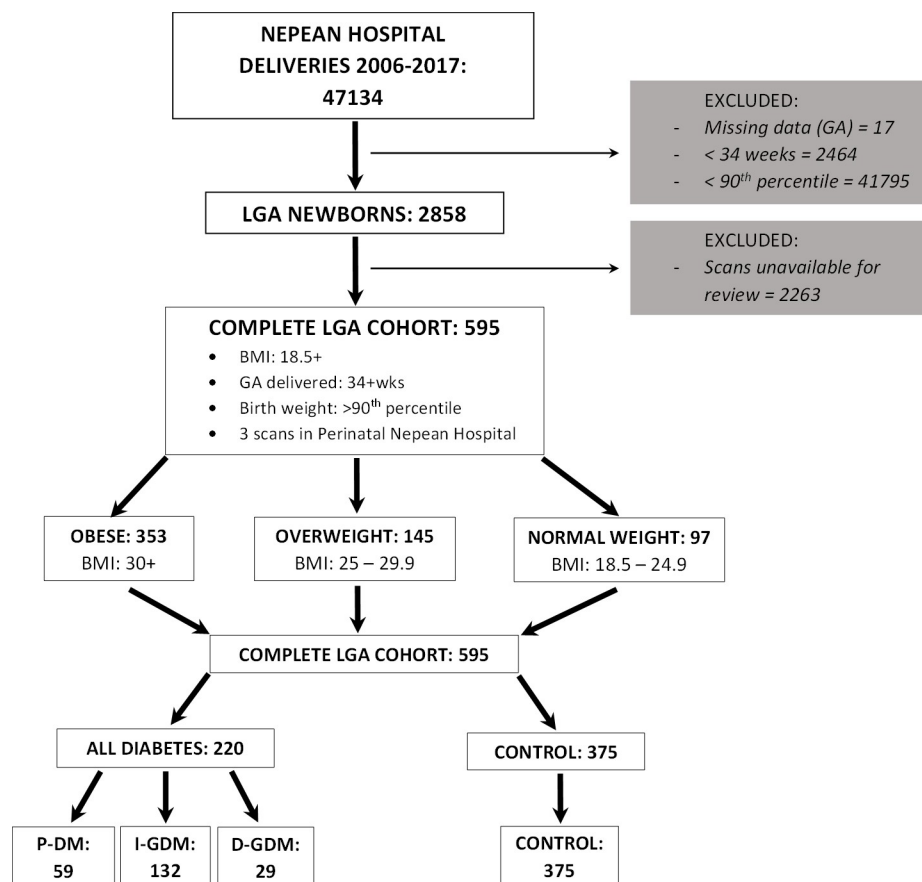 NEPEAN HOSPITAL
DELIVERIES 2006-2017:
47134
EXCLUDED:
- Missing data (GA) = 17
- < 34 weeks = 2464
- < 90th percentile = 41795
LGA NEWBORNS: 2858
EXCLUDED:
- Scans unavailable for
review = 2263
COMPLETE LGA COHORT: 595
• BMI: 18.5+
• GA delivered: 34+wks
• Birth weight: >90th percentile
• 3 scans in Perinatal Nepean Hospital
OBESE: 353
BMI: 30+
OVERWEIGHT: 145
BMI: 25 – 29.9
NORMAL WEIGHT: 97
BMI: 18.5 – 24.9
COMPLETE LGA COHORT: 595
ALL DIABETES: 220
CONTROL: 375
P-DM:
59
I-GDM:
132
D-GDM:
29
CONTROL:
375